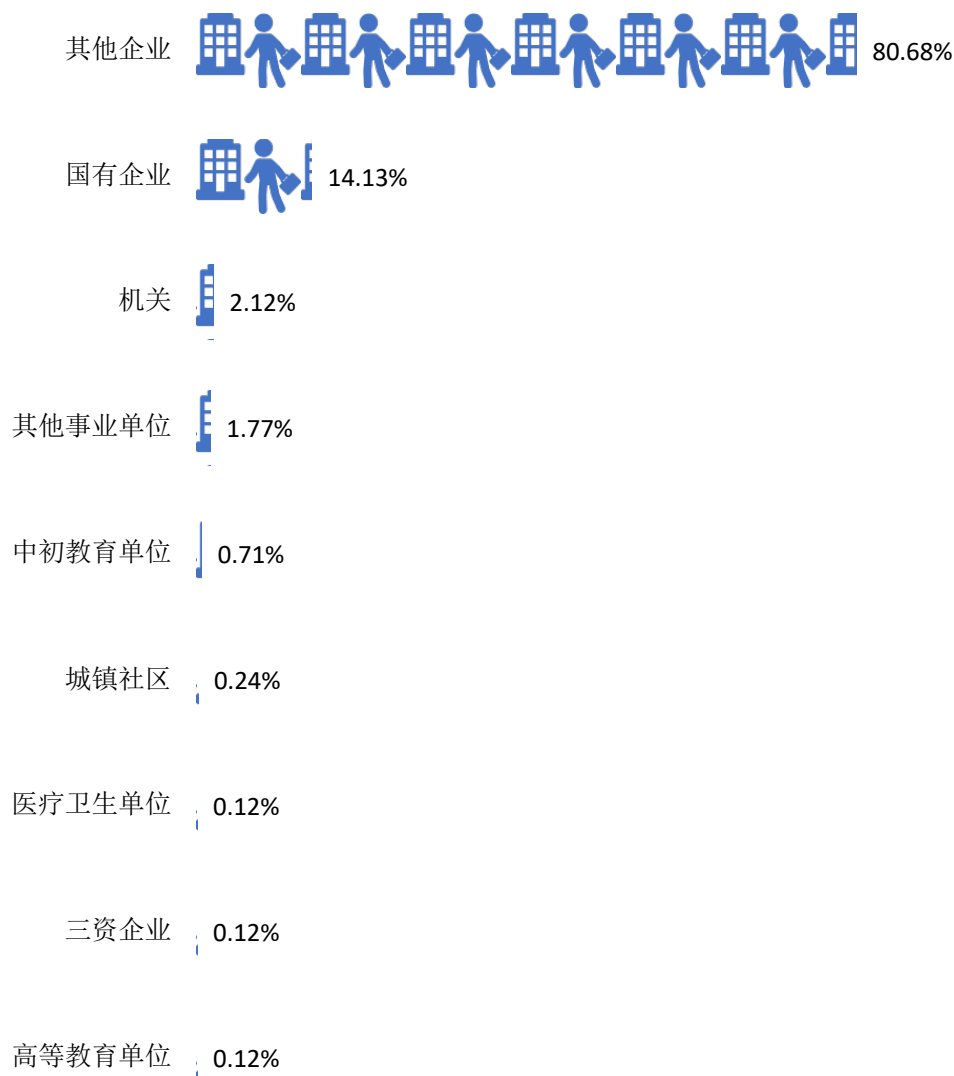 其他企业 80.68%
国有企业 14.13%
机关 2.12%
其他事业单位 1.77%
中初教育单位 0.71%
城镇社区 0.24%
医疗卫生单位 0.12%
三资企业 0.12%
高等教育单位 0.12%